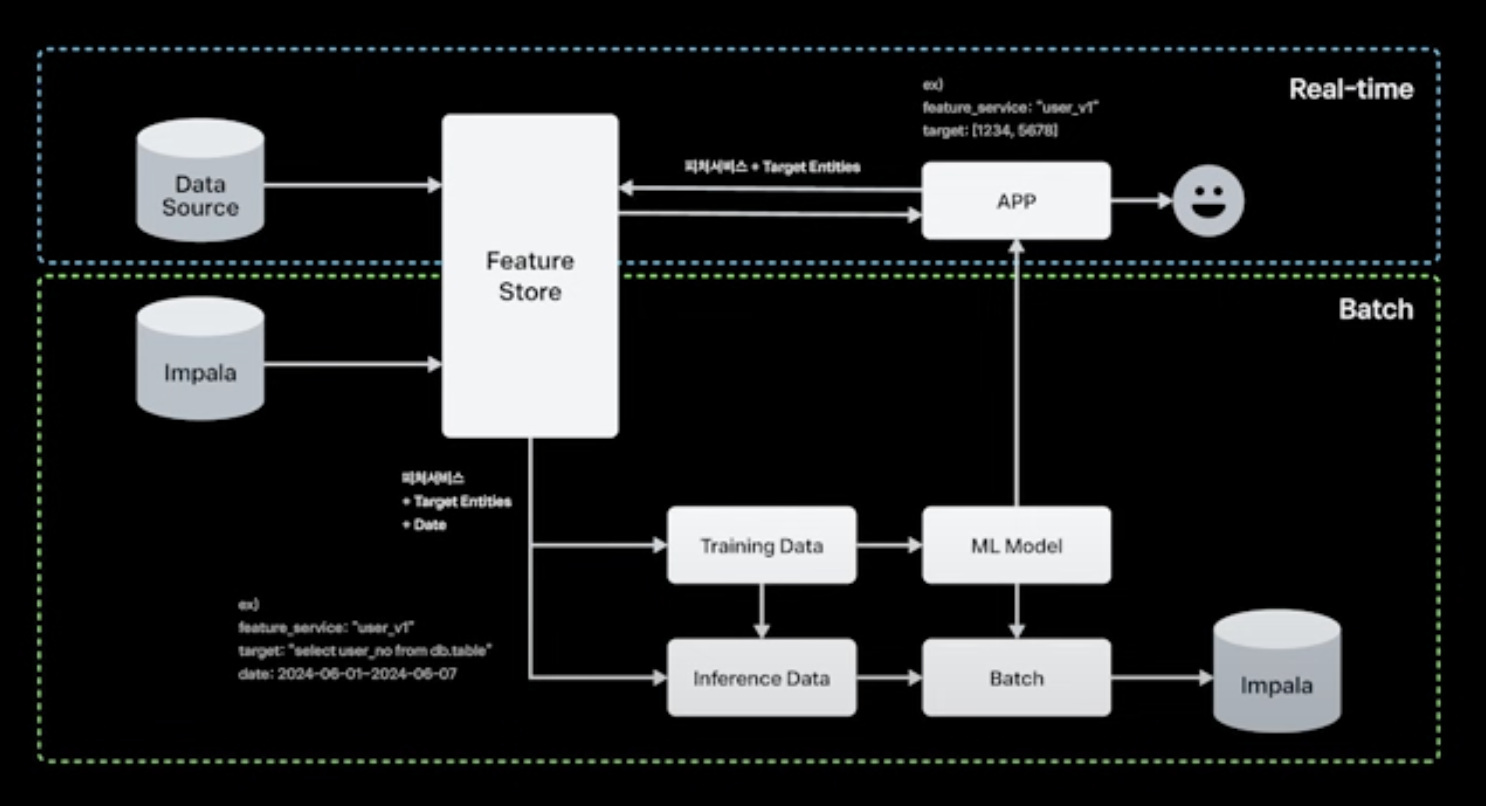 Real-time
ex)
feature_service: "user_v1"
target: [1234, 5678]
Data
Source
피처서비스 + Target Entities
APP
Feature
Store
Batch
Impala
피처서비스
+ Target Entities
+ Date
Training Data
ML Model
ex)
feature_service: "user_v1"
target: "select user_no from db.table"
date: 2024-06-01~2024-06-07
Inference Data
Batch
Impala